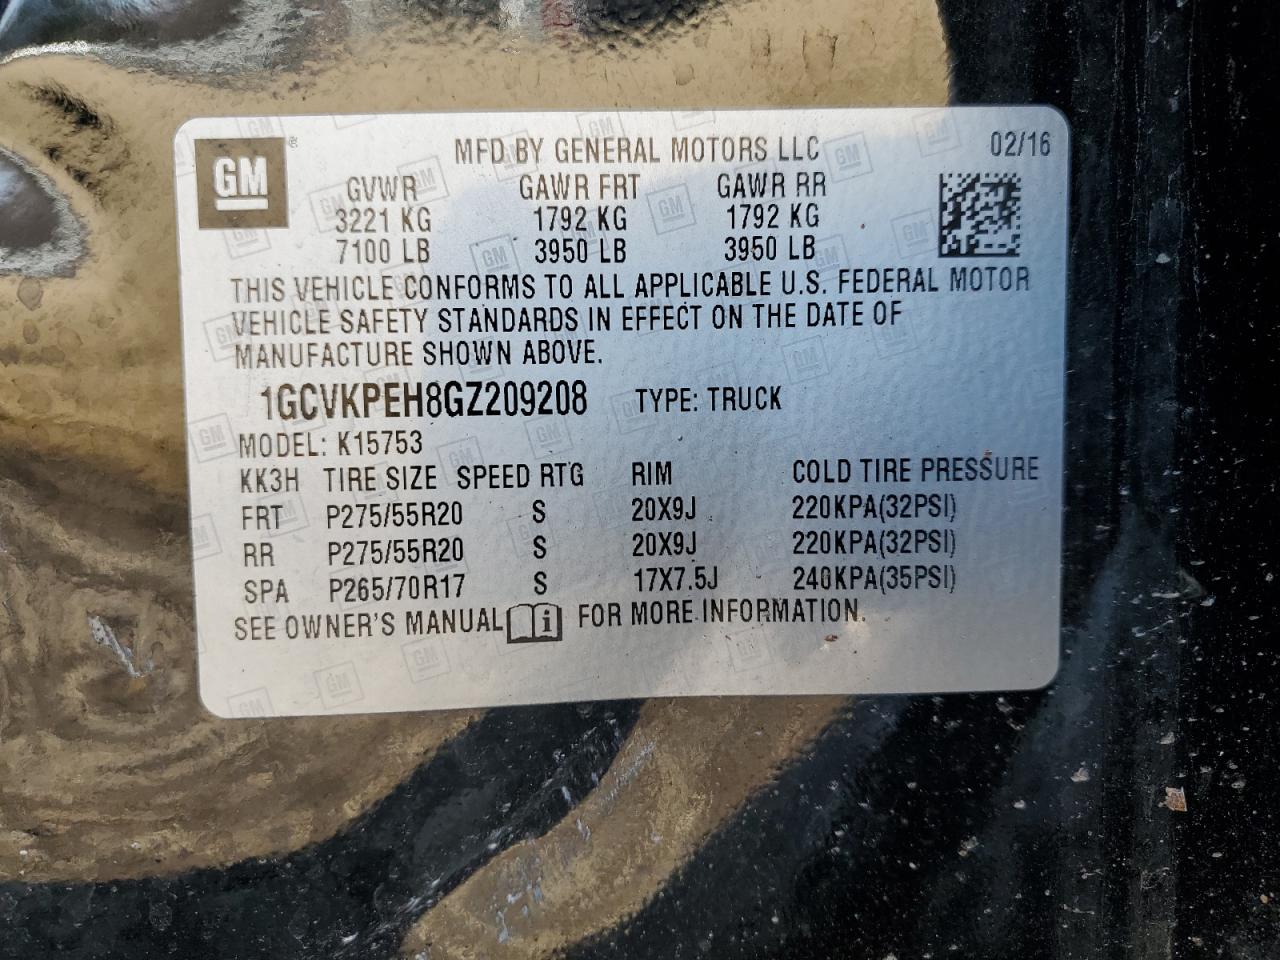 GM ® MFD BY GENERAL MOTORS LLC 02/16
GVWR GAWR FRT GAWR RR
3221 KG 1792 KG 1792 KG
7100 LB 3950 LB 3950 LB
THIS VEHICLE CONFORMS TO ALL APPLICABLE U.S. FEDERAL MOTOR
VEHICLE SAFETY STANDARDS IN EFFECT ON THE DATE OF
MANUFACTURE SHOWN ABOVE.
1GCVKPEH8GZ209208 TYPE: TRUCK
MODEL: K15753
KK3H TIRE SIZE SPEED RTG RIM COLD TIRE PRESSURE
FRT P275/55R20 S 20X9J 220KPA(32PSI)
RR P275/55R20 S 20X9J 220KPA(32PSI)
SPA P265/70R17 S 17X7.5J 240KPA(35PSI)
SEE OWNER'S MANUAL i FOR MORE INFORMATION.